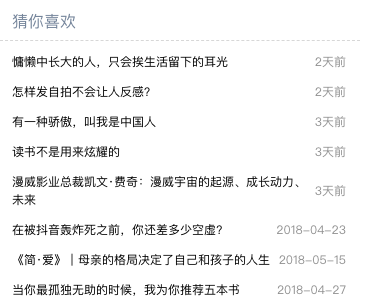 猜你喜欢
慵懒中长大的人，只会挨生活留下的耳光 2天前
怎样发自拍不会让人反感？ 2天前
有一种骄傲，叫我是中国人 3天前
读书不是用来炫耀的 3天前
漫威影业总裁凯文·费奇：漫威宇宙的起源、成长动力、 3天前
未来
在被抖音轰炸死之前，你还差多少空虚？ 2018-04-23
《简·爱》｜母亲的格局决定了自己和孩子的人生 2018-05-15
当你最孤独无助的时候，我为你推荐五本书 2018-04-27